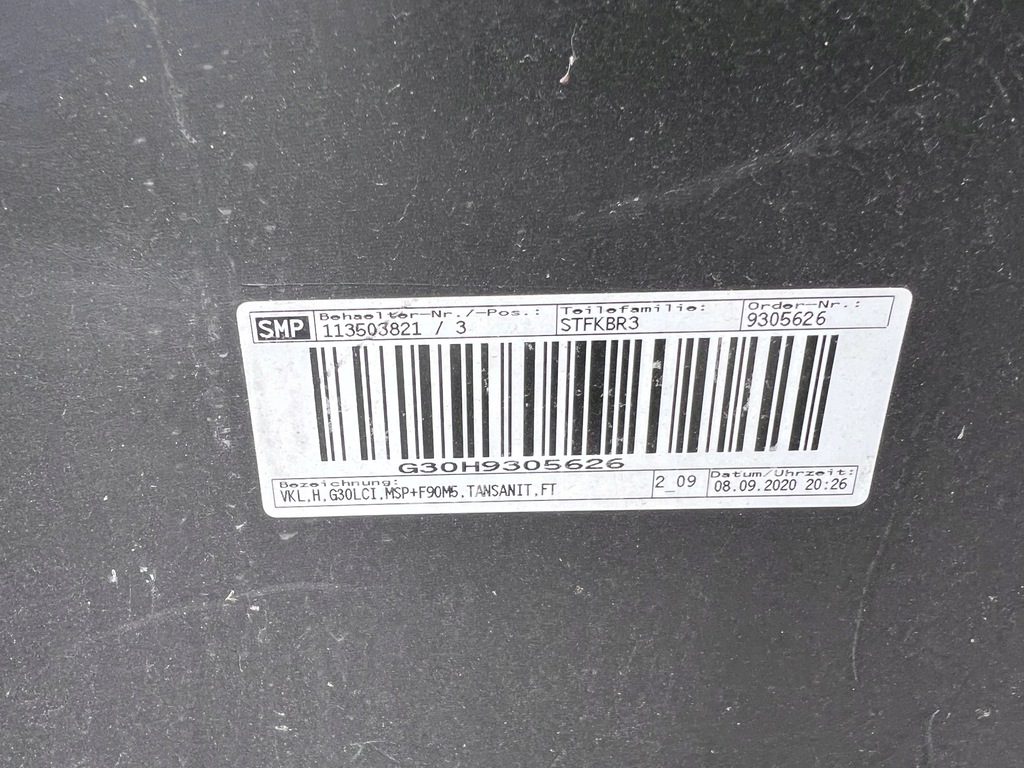 SMP
Behaelter-Nr./-Pos.: Teilefamilie: Order-Nr.:
113503821 / 3 STFKBR3 9305626
G30H9305626
Bezeichnung: 2_09 Datum/Uhrzeit:
VKL,H,G30LCI,MSP+F90M5,TANSANIT,FT 08.09.2020 20:26